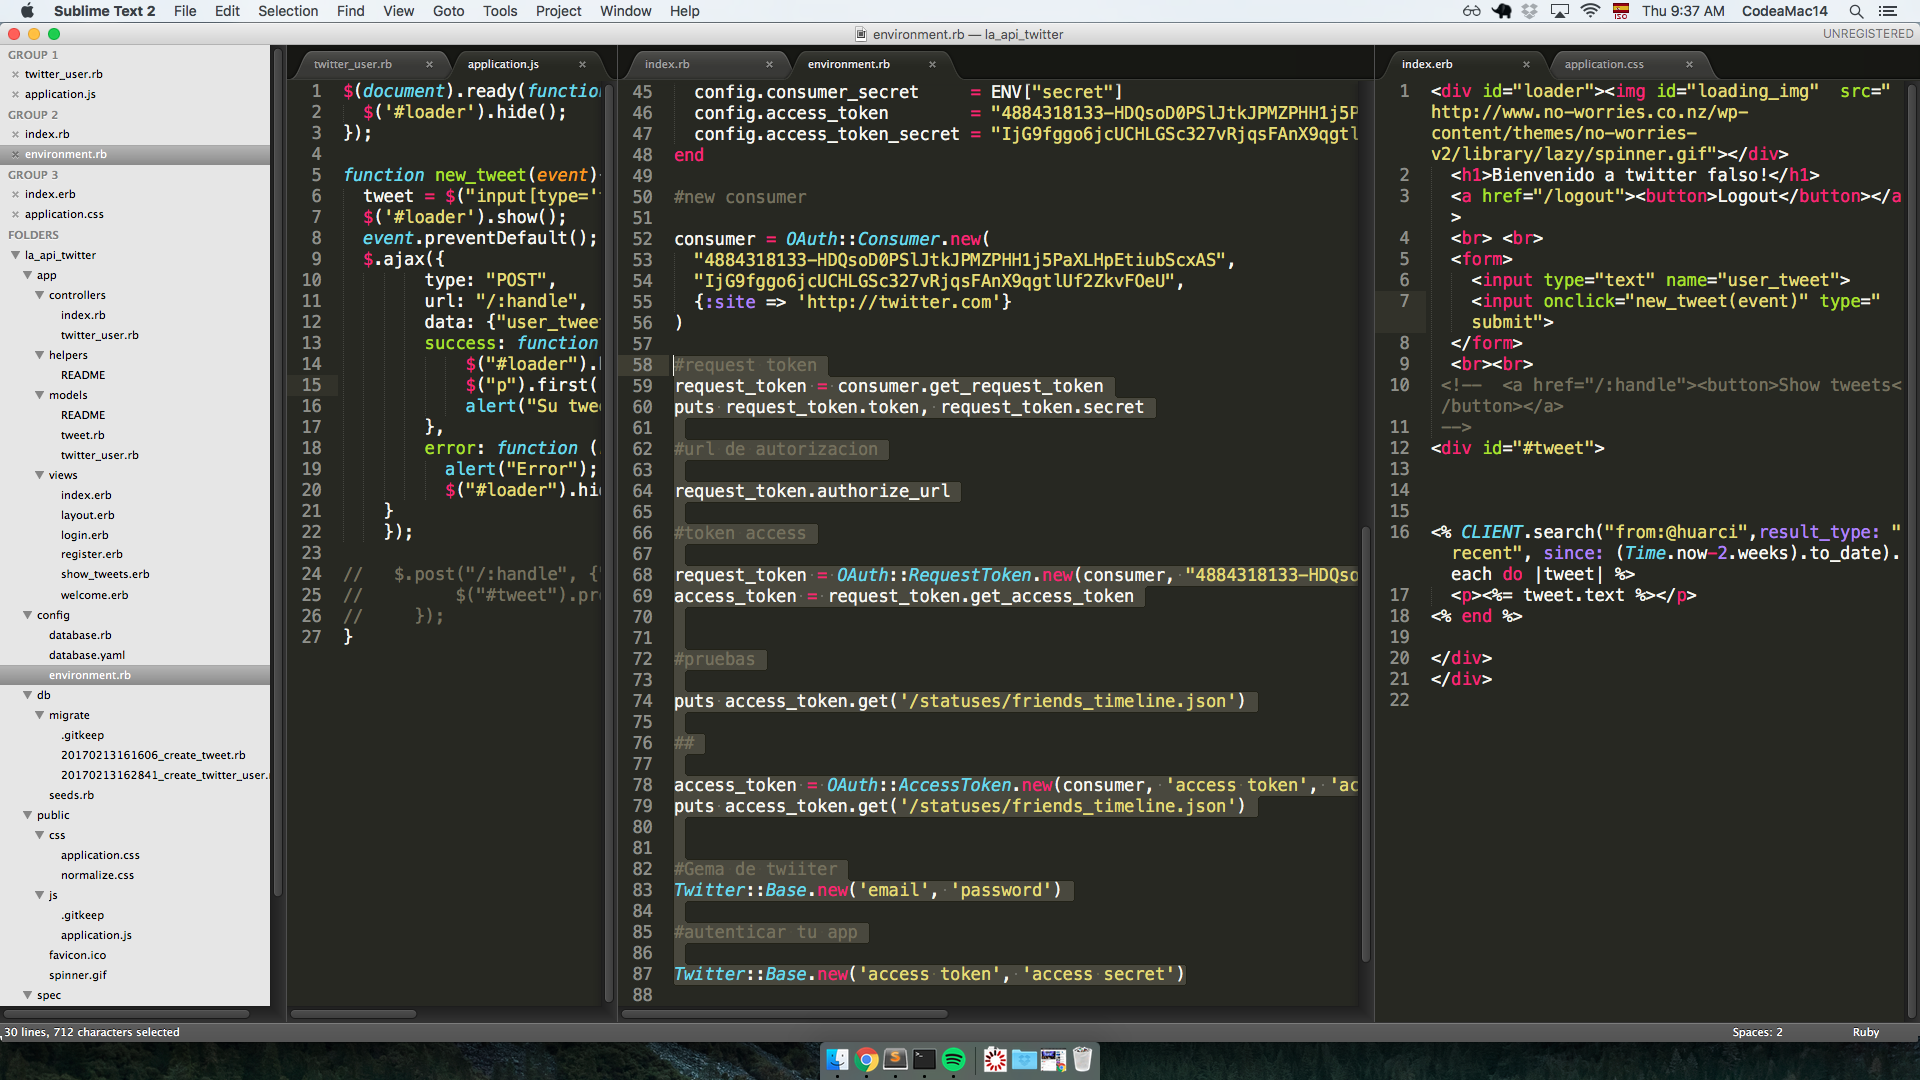 Sublime Text 2 File Edit Selection Find View Goto Tools Project Window Help ISO Thu 9:37 AM CodeaMac14
environment.rb — la_api_twitter UNREGISTERED
GROUP 1
× twitter_user.rb
× application.js
GROUP 2
× index.rb
× environment.rb
GROUP 3
× index.erb
× application.css
FOLDERS
la_api_twitter
app
controllers
index.rb
twitter_user.rb
helpers
README
models
README
tweet.rb
twitter_user.rb
views
index.erb
layout.erb
login.erb
register.erb
show_tweets.erb
welcome.erb
config
database.rb
database.yaml
environment.rb
db
migrate
.gitkeep
20170213161606_create_tweet.rb
20170213162841_create_twitter_user.
seeds.rb
public
css
application.css
normalize.css
js
.gitkeep
application.js
favicon.ico
spinner.gif
spec
twitter_user.rb × application.js ×
1 $(document).ready(function
2 $('#loader').hide();
3 });
4
5 function new_tweet(event)
6 tweet = $("input[type='
7 $('#loader').show();
8 event.preventDefault();
9 $.ajax({
10 type: "POST",
11 url: "/:handle",
12 data: {"user_twee
13 success: function
14 $("#loader").
15 $("p").first(
16 alert("Su twe
17 },
18 error: function (
19 alert("Error");
20 $("#loader").hi
21 }
22 });
23
24 // $.post("/:handle", {"
25 // $("#tweet").pr
26 // });
27 }
index.rb × environment.rb ×
45 config.consumer_secret = ENV["secret"]
46 config.access_token = "4884318133-HDQsoD0PSlJtkJPMZPHH1j5P
47 config.access_token_secret = "IjG9fggo6jcUCHLGSc327vRjqsFAnX9qgtl
48 end
49
50 #new consumer
51
52 consumer = OAuth::Consumer.new(
53 "4884318133-HDQsoD0PSlJtkJPMZPHH1j5PaXLHpEtiubScxAS",
54 "IjG9fggo6jcUCHLGSc327vRjqsFAnX9qgtlUf2ZkvFOeU",
55 {:site => 'http://twitter.com'}
56 )
57
58 #request token
59 request_token = consumer.get_request_token
60 puts request_token.token, request_token.secret
61
62 #url de autorizacion
63
64 request_token.authorize_url
65
66 #token access
67
68 request_token = OAuth::RequestToken.new(consumer, "4884318133-HDQso
69 access_token = request_token.get_access_token
70
71
72 #pruebas
73
74 puts access_token.get('/statuses/friends_timeline.json')
75
76 ##
77
78 access_token = OAuth::AccessToken.new(consumer, 'access token', 'ac
79 puts access_token.get('/statuses/friends_timeline.json')
80
81
82 #Gema de twiiter
83 Twitter::Base.new('email', 'password')
84
85 #autenticar tu app
86
87 Twitter::Base.new('access token', 'access secret')
88
index.erb × application.css ×
1 <div id="loader"><img id="loading_img" src="
http://www.no-worries.co.nz/wp-
content/themes/no-worries-
v2/library/lazy/spinner.gif"></div>
2 <h1>Bienvenido a twitter falso!</h1>
3 <a href="/logout"><button>Logout</button></a
>
4 <br> <br>
5 <form>
6 <input type="text" name="user_tweet">
7 <input onclick="new_tweet(event)" type="
submit">
8 </form>
9 <br><br>
10 <!-- <a href="/:handle"><button>Show tweets<
/button></a>
11 -->
12 <div id="#tweet">
13
14
15
16 <% CLIENT.search("from:@huarci",result_type: "
recent", since: (Time.now-2.weeks).to_date).
each do |tweet| %>
17 <p><%= tweet.text %></p>
18 <% end %>
19
20 </div>
21 </div>
22
30 lines, 712 characters selected Spaces: 2 Ruby